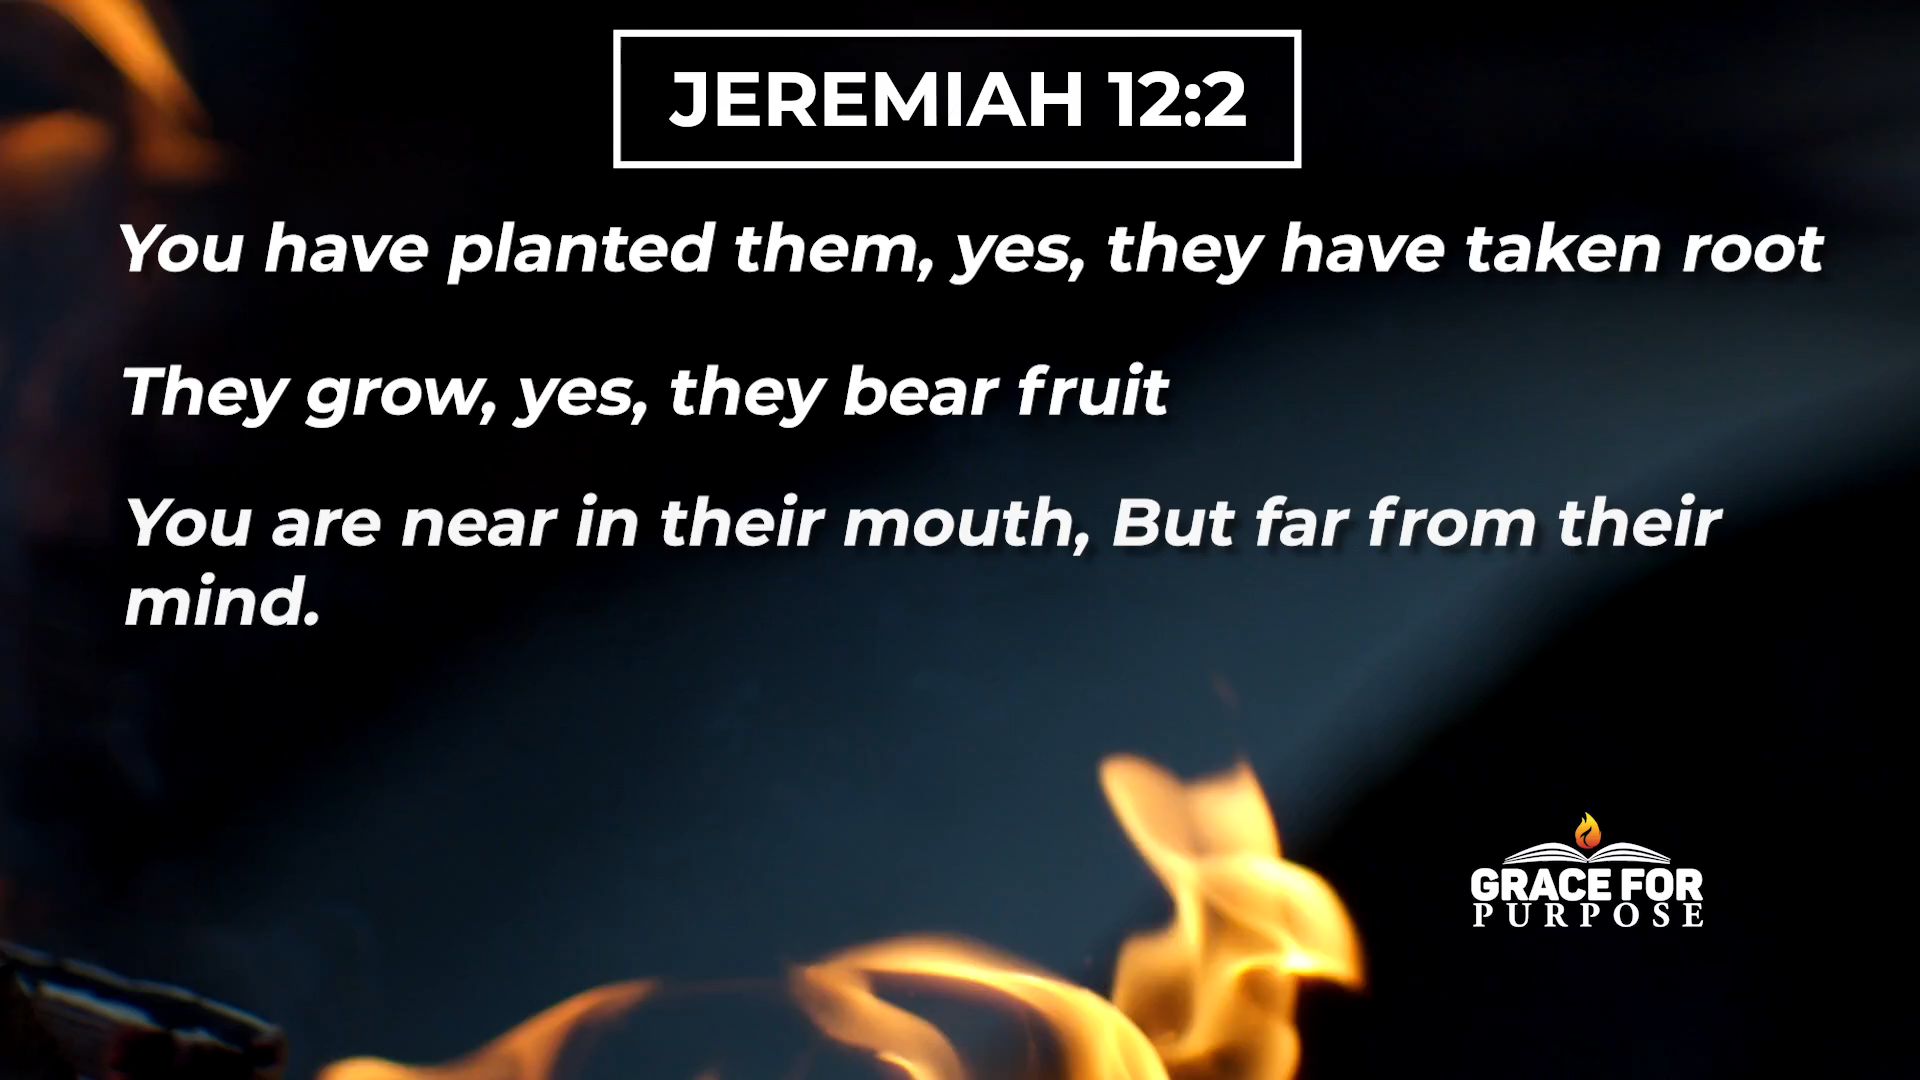 JEREMIAH 12:2
You have planted them, yes, they have taken root
They grow, yes, they bear fruit
You are near in their mouth, But far from their
mind.
GRACE FOR
PURPOSE